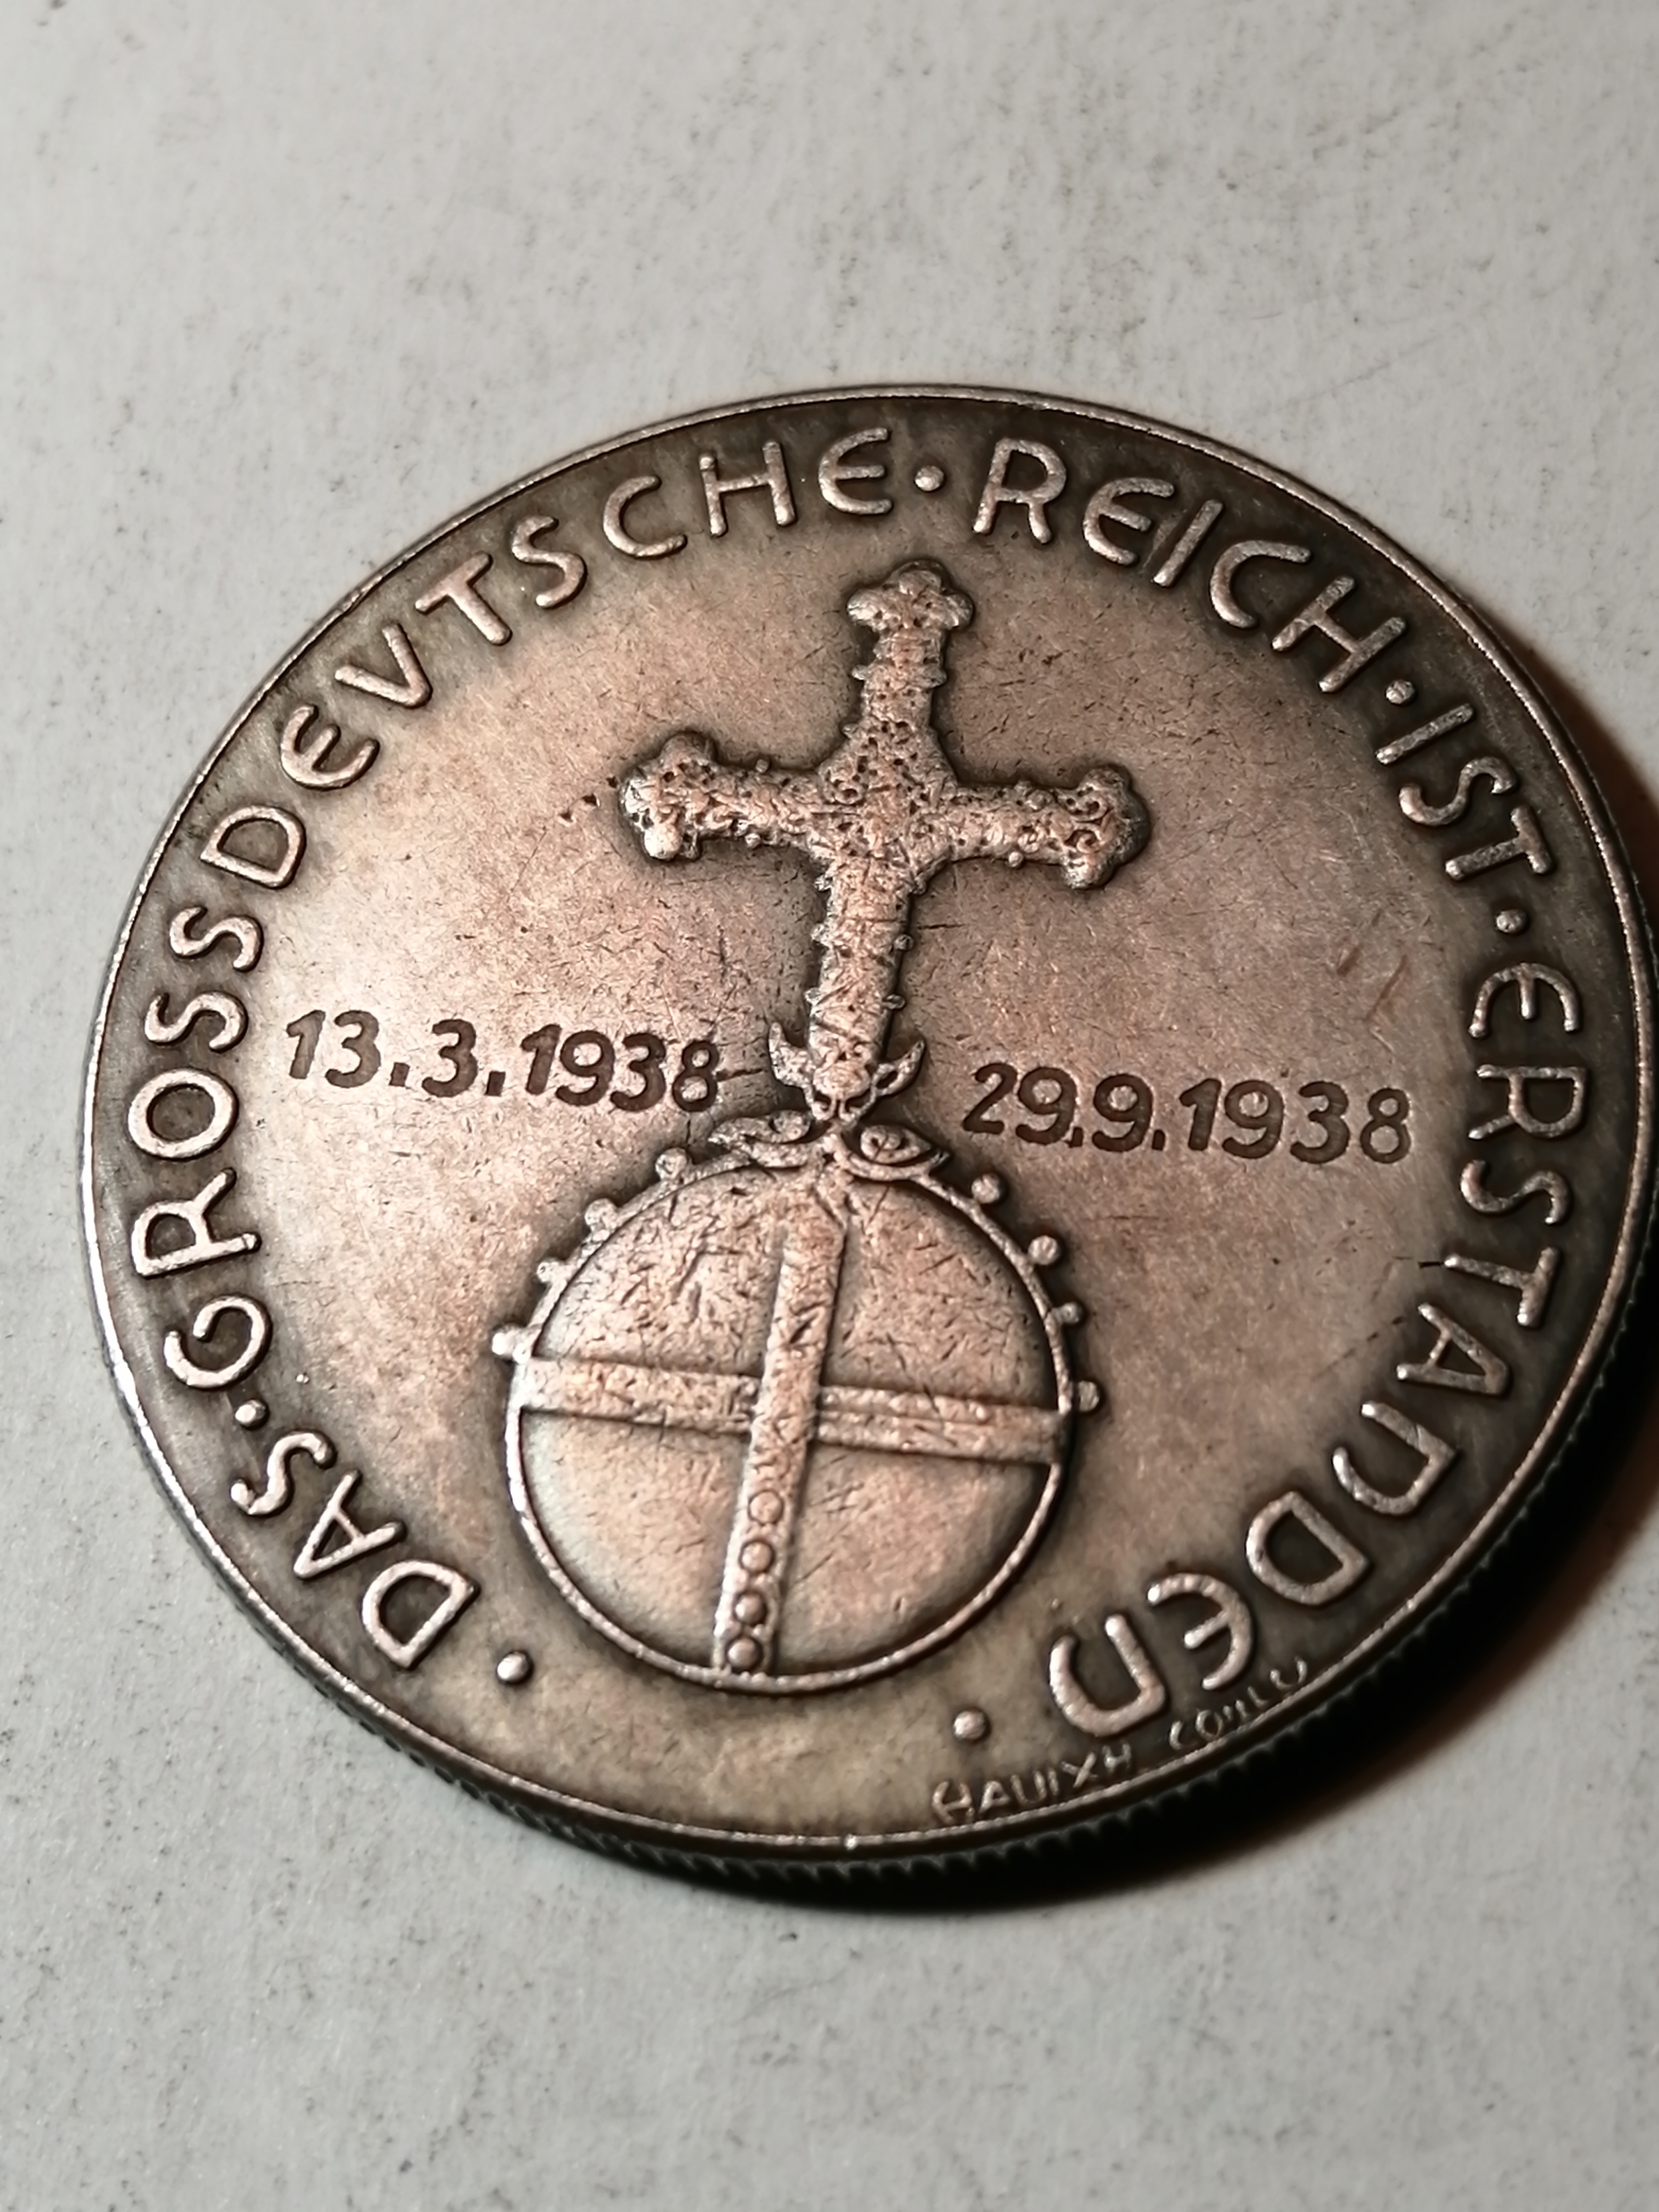 ·DAS·GROSSDEVTSCHE·REICH·IST·ERSTANDEN·
13.3.1938 29.9.1938